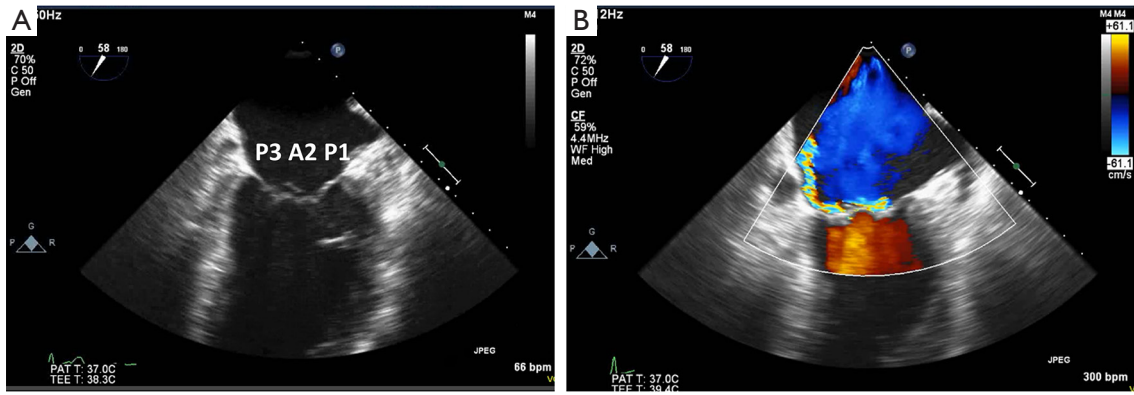 A
50Hz
M4
2D
70%
C 50
P Off
Gen
0 58 180
P
P3 A2 P1
G
P R
JPEG
PAT T: 37.0C
TEE T: 38.3C
66 bpm
B
12Hz
M4 M4
+61.1
2D
72%
C 50
P Off
Gen
0 58 180
P
CF
59%
4.4MHz
WF High
Med
-61.1
cm/s
G
P R
JPEG
PAT T: 37.0C
TEE T: 39.4C
300 bpm